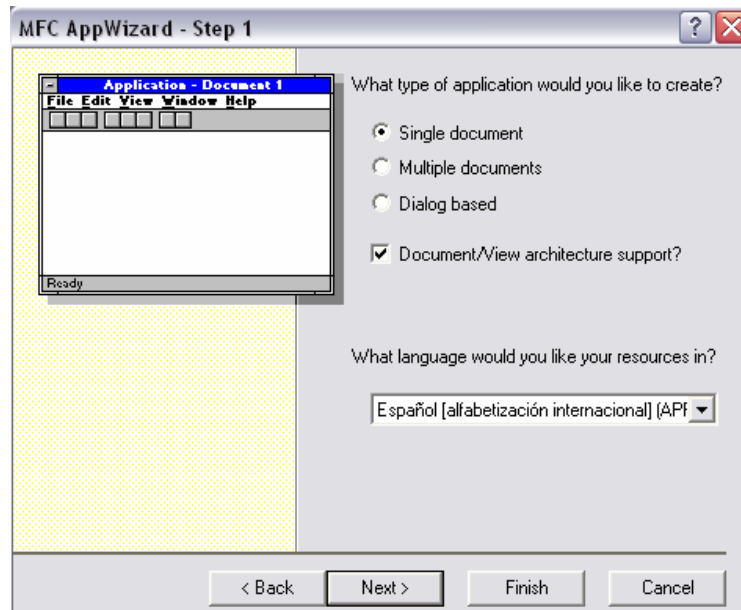 MFC AppWizard - Step 1
Application - Document 1
File Edit View Window Help
Ready
What type of application would you like to create?
Single document
Multiple documents
Dialog based
Document/View architecture support?
What language would you like your resources in?
Español [alfabetización internacional] (APF
< Back Next > Finish Cancel